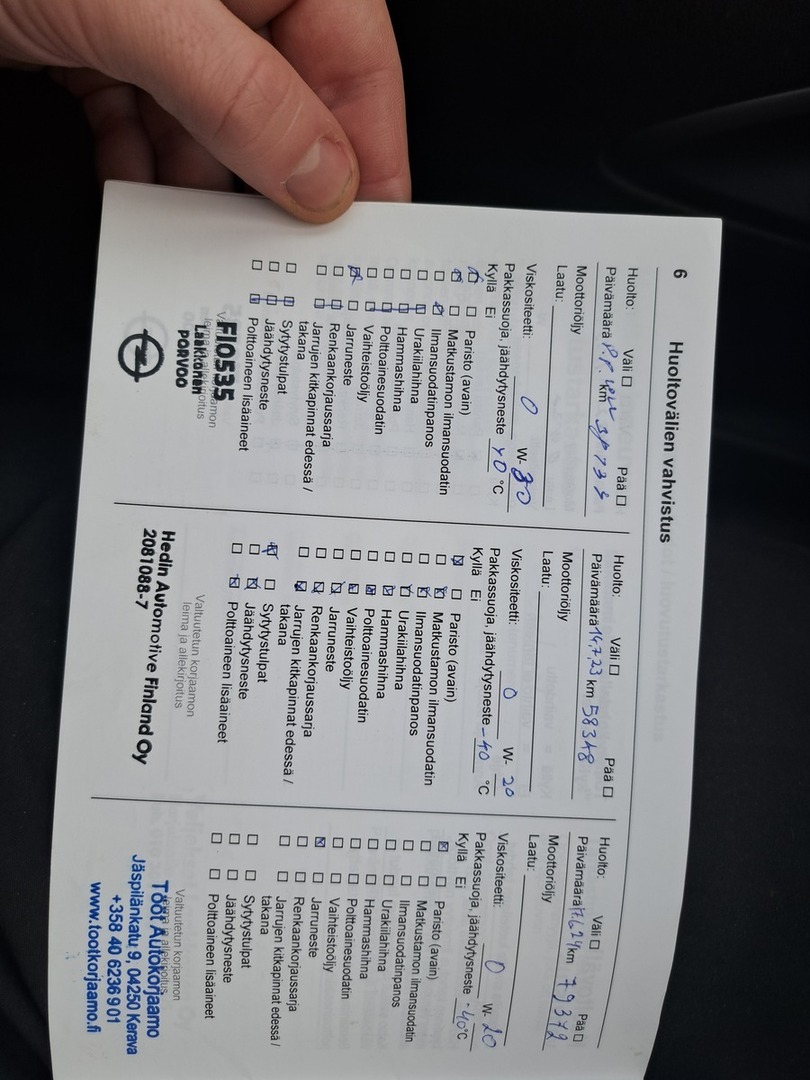 6
Huoltovälien vahvistus
Huolto: Väli ☐ Pää ☐
Päivämäärä km
Moottoriöljy
Laatu:
Viskositeetti: 0 W- 30
Pakkassuoja, jäähdytysneste 40 °C
Kyllä Ei
Paristo (avain)
Matkustamon ilmansuodatin
Ilmansuodatinpanos
Urakiilahihna
Hammashihna
Polttoainesuodatin
Vaihteistoöljy
Jarruneste
Renkaankorjaussarja
Jarrujen kitkapinnat edessä /
takana
Sytytystulpat
Jäähdytysneste
Polttoaineen lisäaineet
FI0535
Laakkonen
PORVOO
Huolto: Väli ☐ Pää ☐
Päivämäärä 14.7.23 km 58348
Moottoriöljy
Laatu:
Viskositeetti: 0 W- 20
Pakkassuoja, jäähdytysneste -40 °C
Kyllä Ei
Paristo (avain)
Matkustamon ilmansuodatin
Ilmansuodatinpanos
Urakiilahihna
Hammashihna
Polttoainesuodatin
Vaihteistoöljy
Jarruneste
Renkaankorjaussarja
Jarrujen kitkapinnat edessä /
takana
Sytytystulpat
Jäähdytysneste
Polttoaineen lisäaineet
Valtuutetun korjaamon
leima ja allekirjoitus
Hedin Automotive Finland Oy
2081088-7
Huolto: Väli ☐ Pää ☐
Päivämäärä km 79372
Moottoriöljy
Laatu:
Viskositeetti: 0 W- 20
Pakkassuoja, jäähdytysneste -40 °C
Kyllä Ei
Paristo (avain)
Matkustamon ilmansuodatin
Ilmansuodatinpanos
Urakiilahihna
Hammashihna
Polttoainesuodatin
Vaihteistoöljy
Jarruneste
Renkaankorjaussarja
Jarrujen kitkapinnat edessä /
takana
Sytytystulpat
Jäähdytysneste
Polttoaineen lisäaineet
Valtuutetun korjaamon
leima ja allekirjoitus
Töot Autokorjaamo
Jäspilänkatu 9, 04250 Kerava
+358 40 6236 901
www.tootkorjaamo.fi